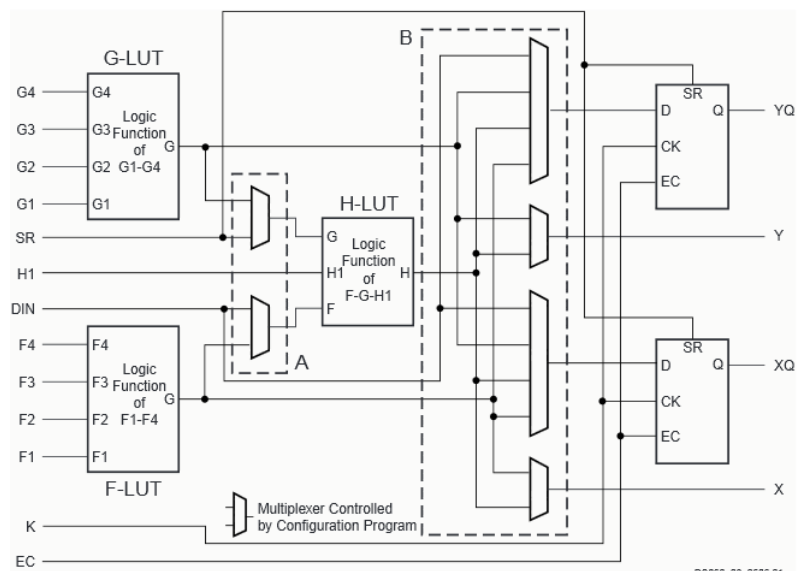 B
G-LUT
G4
G3
G2
G1
G4
G3
G2
G1
Logic
Function
of
G1-G4
G
SR
H1
DIN
H-LUT
G
H1
F
Logic
Function
of
F-G-H1
H
A
F4
F3
F2
F1
F4
F3
F2
F1
Logic
Function
of
F1-F4
G
F-LUT
SR
D
Q
CK
EC
YQ
Y
SR
D
Q
CK
EC
XQ
X
Multiplexer Controlled
by Configuration Program
K
EC